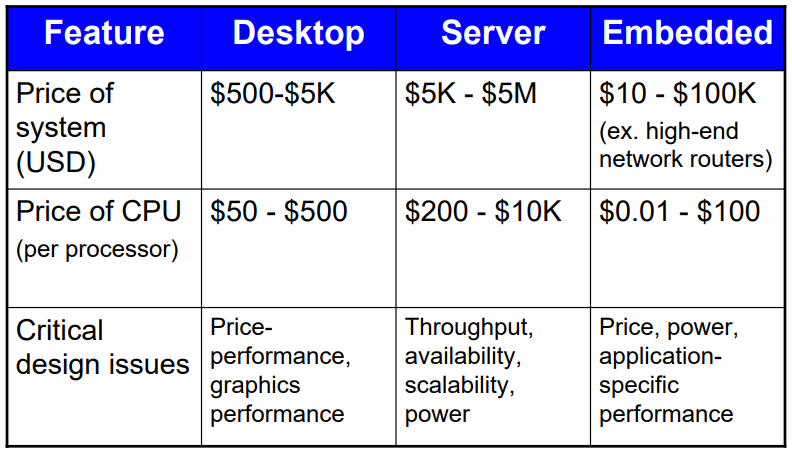 Feature Desktop Server Embedded
Price of
system
(USD)
$500-$5K
$5K - $5M
$10 - $100K
(ex. high-end
network routers)
Price of CPU
(per processor)
$50 - $500
$200 - $10K
$0.01 - $100
Critical
design issues
Price-
performance,
graphics
performance
Throughput,
availability,
scalability,
power
Price, power,
application-
specific
performance